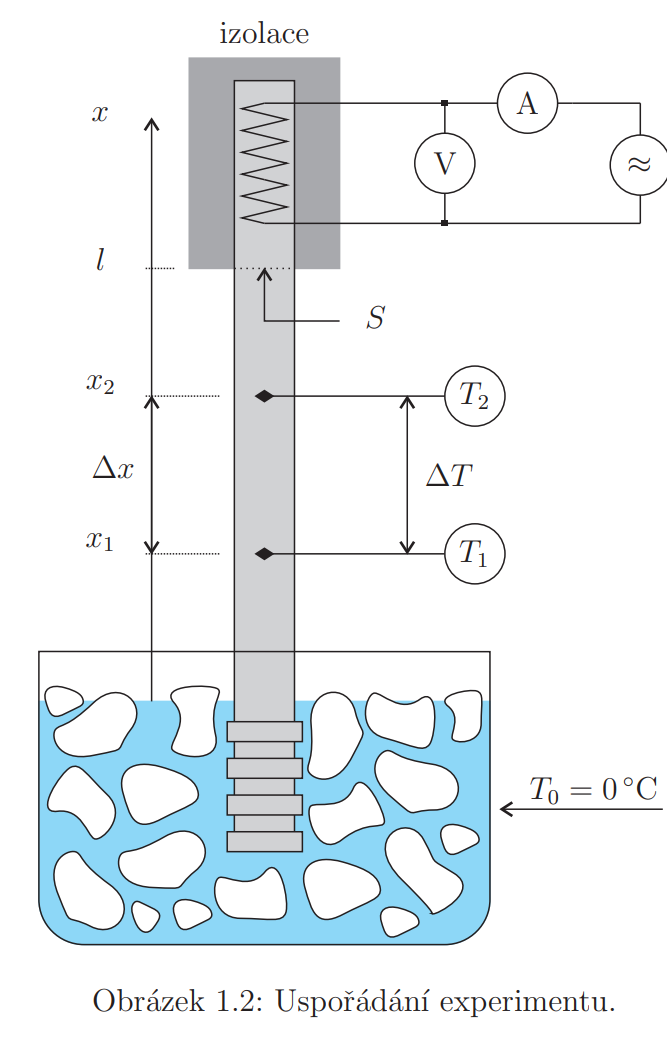 izolace
x
A
V
≈
l
S
x₂
T₂
Δx
ΔT
x₁
T₁
T₀ = 0 °C
Obrázek 1.2: Uspořádání experimentu.